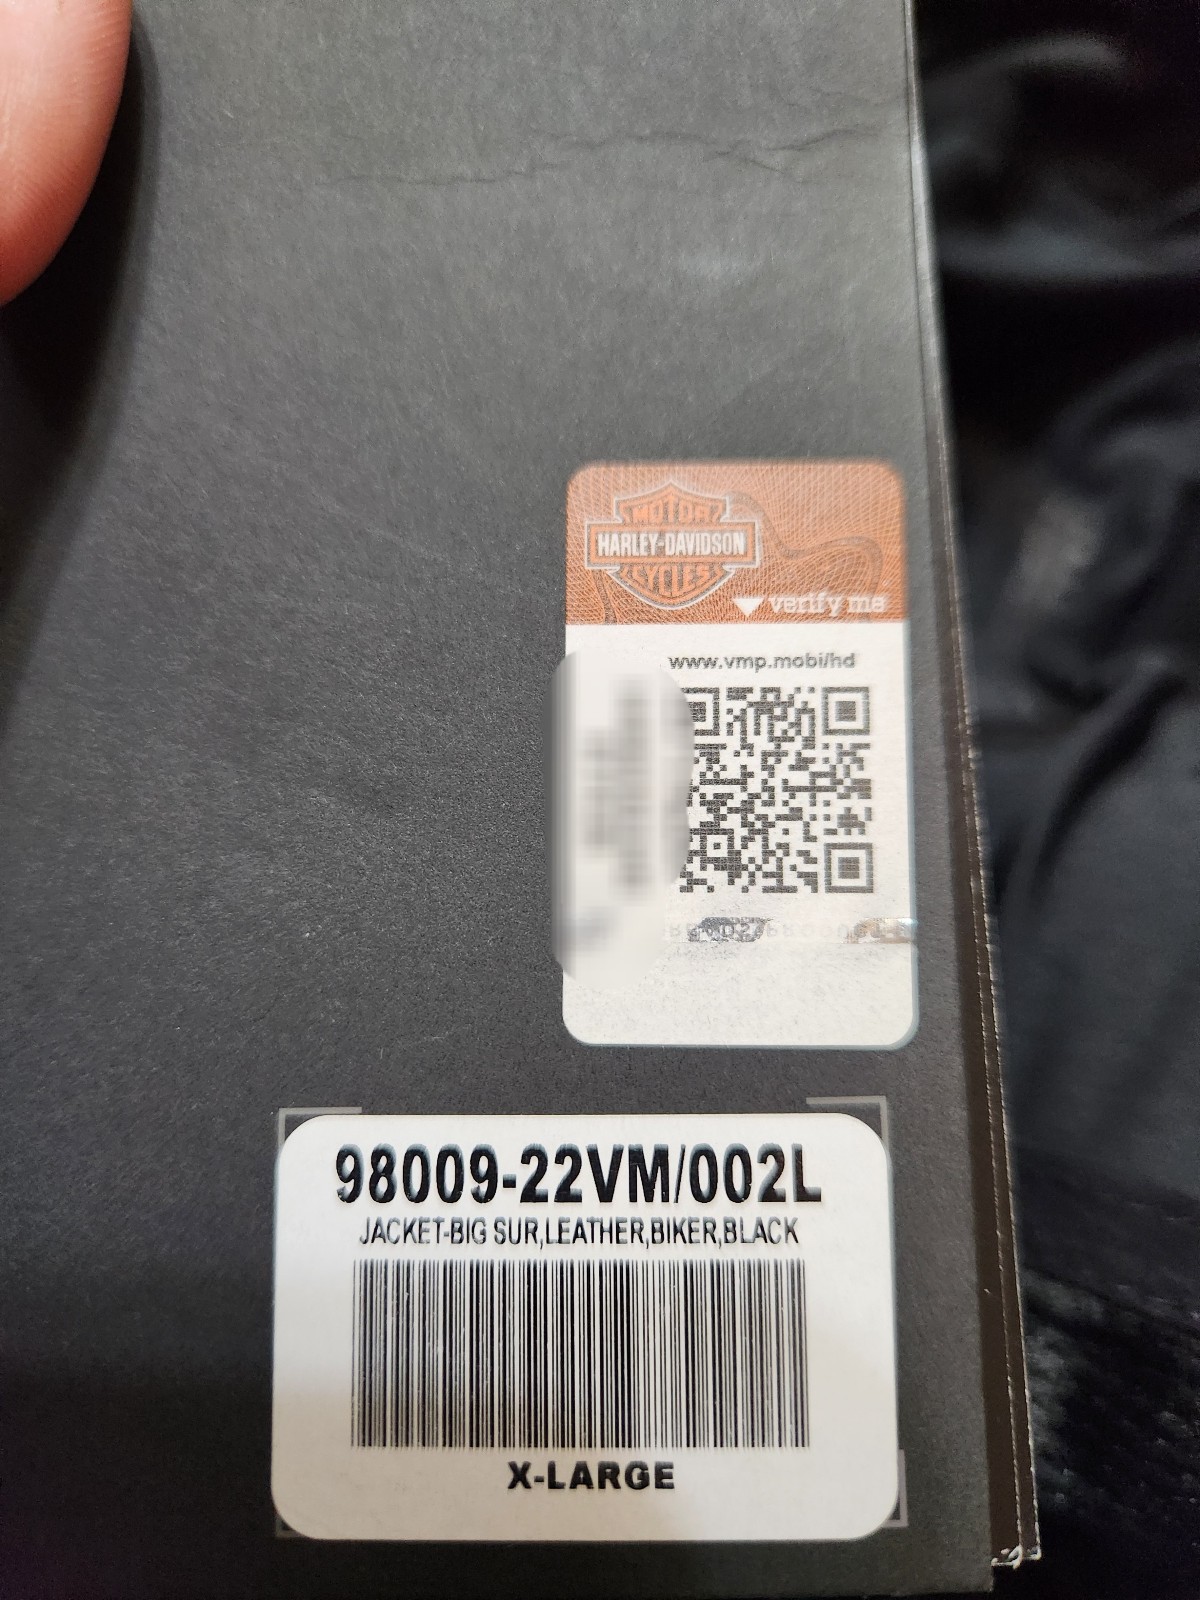 MOTOR
HARLEY-DAVIDSON
CYCLES
verify me
www.vmp.mobi/hd
98009-22VM/002L
JACKET-BIG SUR,LEATHER,BIKER,BLACK
X-LARGE